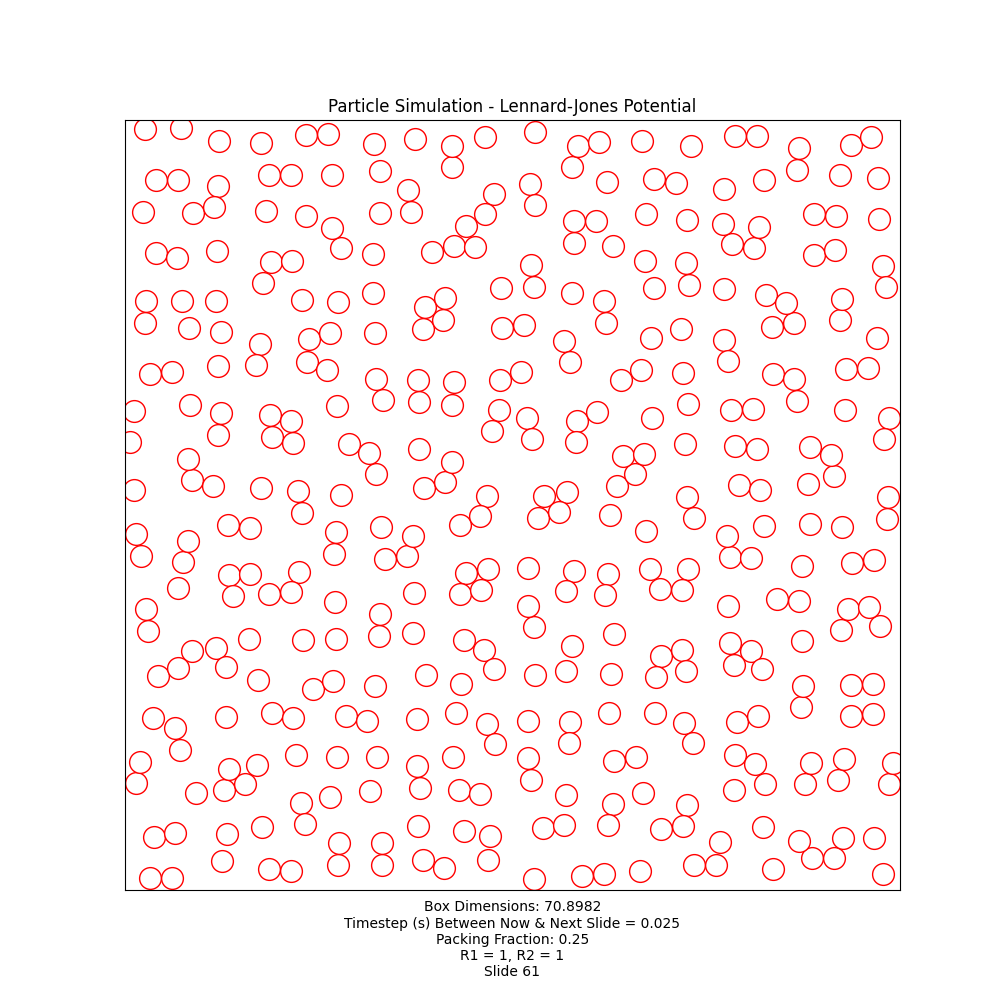 Particle Simulation - Lennard-Jones Potential
Box Dimensions: 70.8982
Timestep (s) Between Now & Next Slide = 0.025
Packing Fraction: 0.25
R1 = 1, R2 = 1
Slide 61